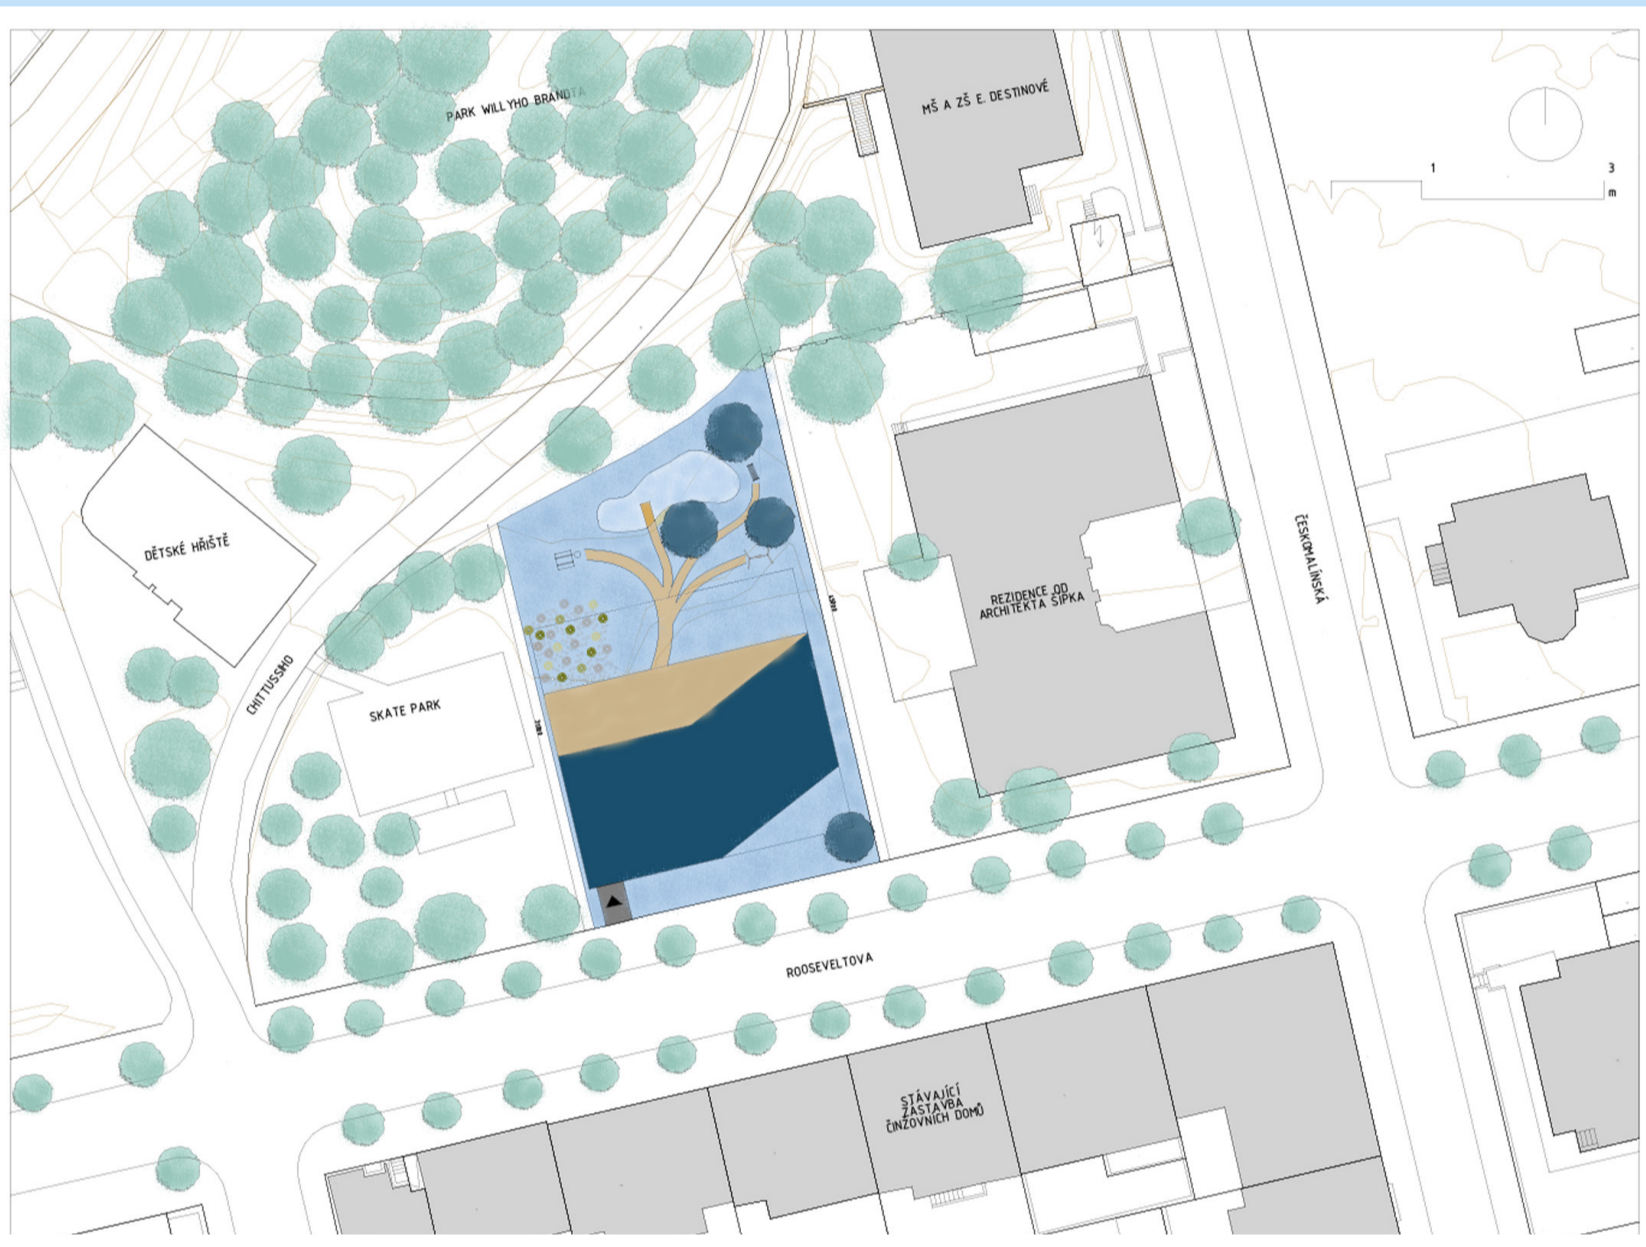 PARK WILLYHO BRANDTA
MŠ A ZŠ E. DESTINOVÉ
1
3
m
DĚTSKÉ HŘIŠTĚ
ČESKOMALÍNSKÁ
REZIDENCE OD
ARCHITEKTA ŠÍPKA
CHITTUSSIHO
SKATE PARK
ROOSEVELTOVA
STÁVAJÍCÍ
ZÁSTAVBA
ČINŽOVNÍCH DOMŮ